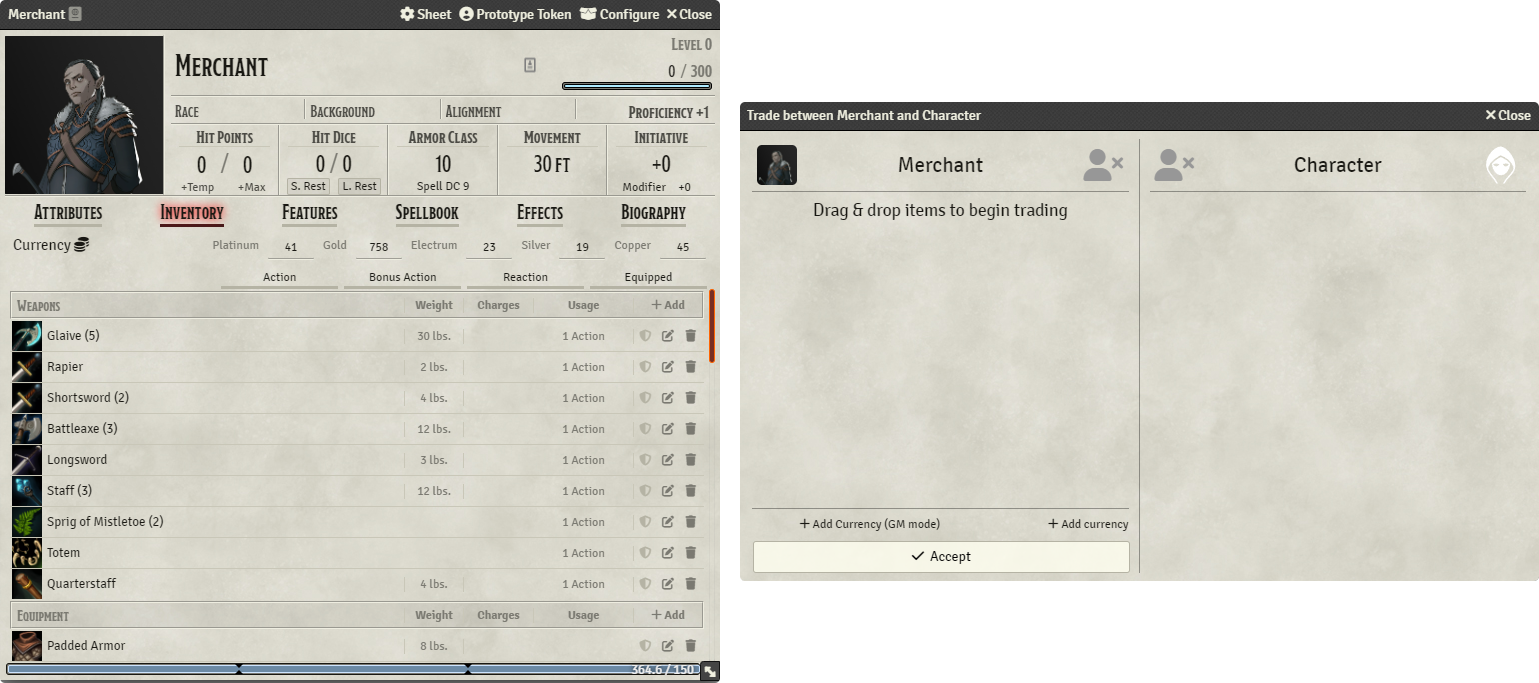 Merchant Sheet Prototype Token Configure Close
Merchant
Level 0
0 / 300
Race Background Alignment Proficiency +1
Hit Points Hit Dice Armor Class Movement Initiative
0 / 0 0 / 0 10 30 ft +0
+Temp +Max S. Rest L. Rest Spell DC 9 Modifier +0
Attributes Inventory Features Spellbook Effects Biography
Currency Platinum 41 Gold 758 Electrum 23 Silver 19 Copper 45
Action Bonus Action Reaction Equipped
Weapons Weight Charges Usage + Add
Glaive (5) 30 lbs. 1 Action
Rapier 2 lbs. 1 Action
Shortsword (2) 4 lbs. 1 Action
Battleaxe (3) 12 lbs. 1 Action
Longsword 3 lbs. 1 Action
Staff (3) 12 lbs. 1 Action
Sprig of Mistletoe (2) 1 Action
Totem 1 Action
Quarterstaff 4 lbs. 1 Action
Equipment Weight Charges Usage + Add
Padded Armor 8 lbs.
364.6 / 150
Trade between Merchant and Character Close
Merchant Character
Drag & drop items to begin trading
+ Add Currency (GM mode) + Add currency
Accept